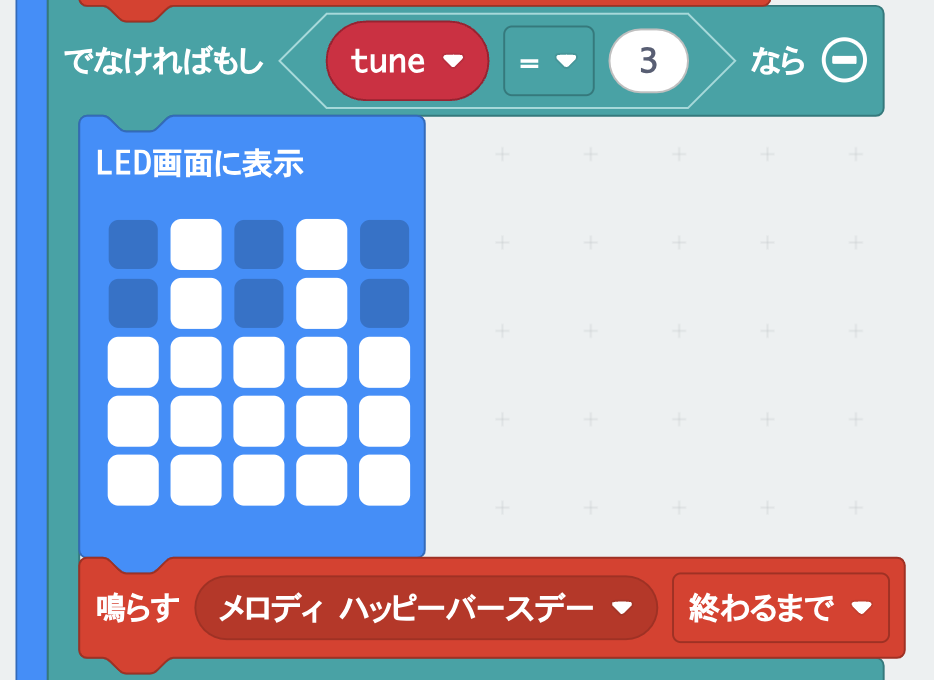 でなければもし tune = 3 なら
LED画面に表示
鳴らす メロディ ハッピーバースデー 終わるまで